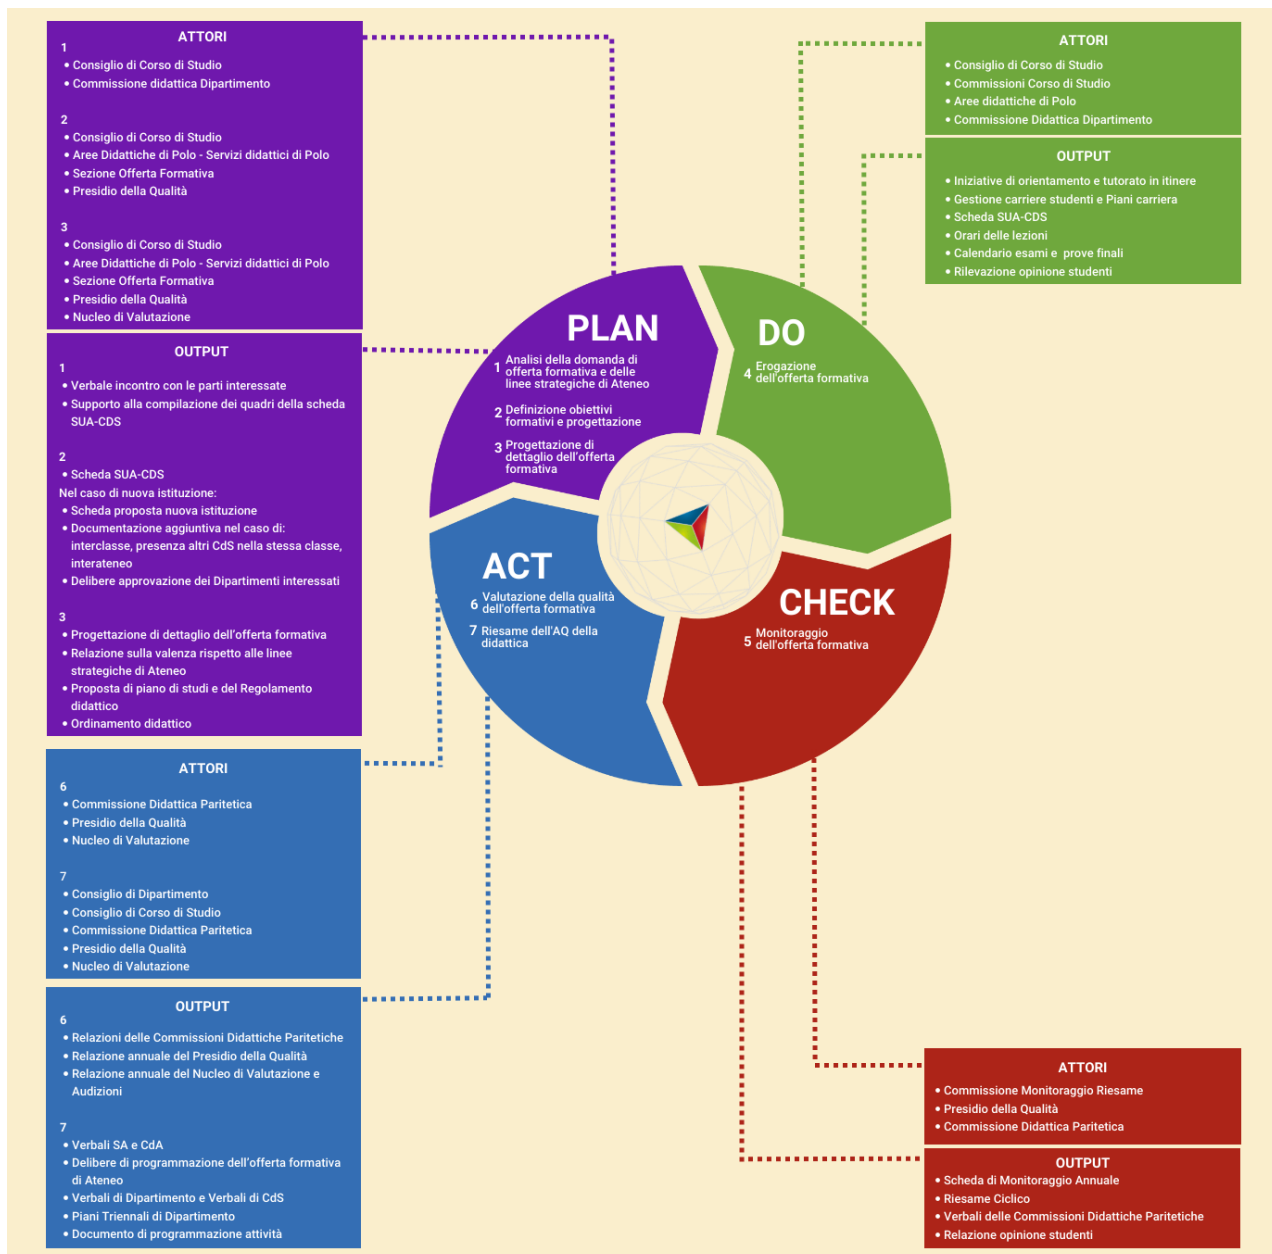 ATTORI
1
• Consiglio di Corso di Studio
• Commissione didattica Dipartimento
2
• Consiglio di Corso di Studio
• Aree Didattiche di Polo - Servizi didattici di Polo
• Sezione Offerta Formativa
• Presidio della Qualità
3
• Consiglio di Corso di Studio
• Aree Didattiche di Polo - Servizi didattici di Polo
• Sezione Offerta Formativa
• Presidio della Qualità
• Nucleo di Valutazione
OUTPUT
1
• Verbale incontro con le parti interessate
• Supporto alla compilazione dei quadri della scheda
SUA-CDS
2
• Scheda SUA-CDS
Nel caso di nuova istituzione:
• Scheda proposta nuova istituzione
• Documentazione aggiuntiva nel caso di:
interclasse, presenza altri CdS nella stessa classe,
interateneo
• Delibere approvazione dei Dipartimenti interessati
3
• Progettazione di dettaglio dell'offerta formativa
• Relazione sulla valenza rispetto alle linee
strategiche di Ateneo
• Proposta di piano di studi e del Regolamento
didattico
• Ordinamento didattico
ATTORI
• Consiglio di Corso di Studio
• Commissioni Corso di Studio
• Aree didattiche di Polo
• Commissione Didattica Dipartimento
OUTPUT
• Iniziative di orientamento e tutorato in itinere
• Gestione carriere studenti e Piani carriera
• Scheda SUA-CDS
• Orari delle lezioni
• Calendario esami e prove finali
• Rilevazione opinione studenti
PLAN
1 Analisi della domanda di
offerta formativa e delle
linee strategiche di Ateneo
2 Definizione obiettivi
formativi e progettazione
3 Progettazione di
dettaglio dell'offerta
formativa
DO
4 Erogazione
dell'offerta formativa
ACT
6 Valutazione della qualità
dell'offerta formativa
7 Riesame dell'AQ della
didattica
CHECK
5 Monitoraggio
dell'offerta formativa
ATTORI
6
• Commissione Didattica Paritetica
• Presidio della Qualità
• Nucleo di Valutazione
7
• Consiglio di Dipartimento
• Consiglio di Corso di Studio
• Commissione Didattica Paritetica
• Presidio della Qualità
• Nucleo di Valutazione
OUTPUT
6
• Relazioni delle Commissioni Didattiche Paritetiche
• Relazione annuale del Presidio della Qualità
• Relazione annuale del Nucleo di Valutazione e
Audizioni
7
• Verbali SA e CdA
• Delibere di programmazione dell'offerta formativa
di Ateneo
• Verbali di Dipartimento e Verbali di CdS
• Piani Triennali di Dipartimento
• Documento di programmazione attività
ATTORI
• Commissione Monitoraggio Riesame
• Presidio della Qualità
• Commissione Didattica Paritetica
OUTPUT
• Scheda di Monitoraggio Annuale
• Riesame Ciclico
• Verbali delle Commissioni Didattiche Paritetiche
• Relazione opinione studenti